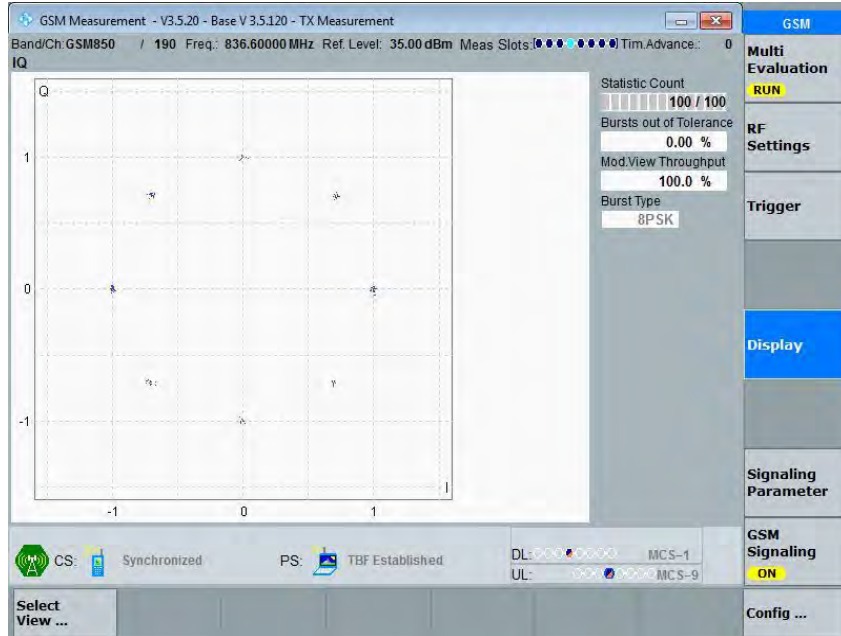 GSM Measurement - V3.5.20 - Base V 3.5.120 - TX Measurement
GSM
Band/Ch: GSM850 / 190 Freq.: 836.60000 MHz Ref. Level: 35.00 dBm Meas Slots: Tim.Advance.: 0
IQ
Multi
Evaluation
RUN
Q
Statistic Count
100 / 100
Bursts out of Tolerance
0.00 %
Mod.View Throughput
100.0 %
Burst Type
8PSK
RF
Settings
Trigger
1
0
-1
I
-1 0 1
Display
Signaling
Parameter
CS: Synchronized PS: TBF Established
DL: MCS-1
UL: MCS-9
GSM
Signaling
ON
Select
View ...
Config ...